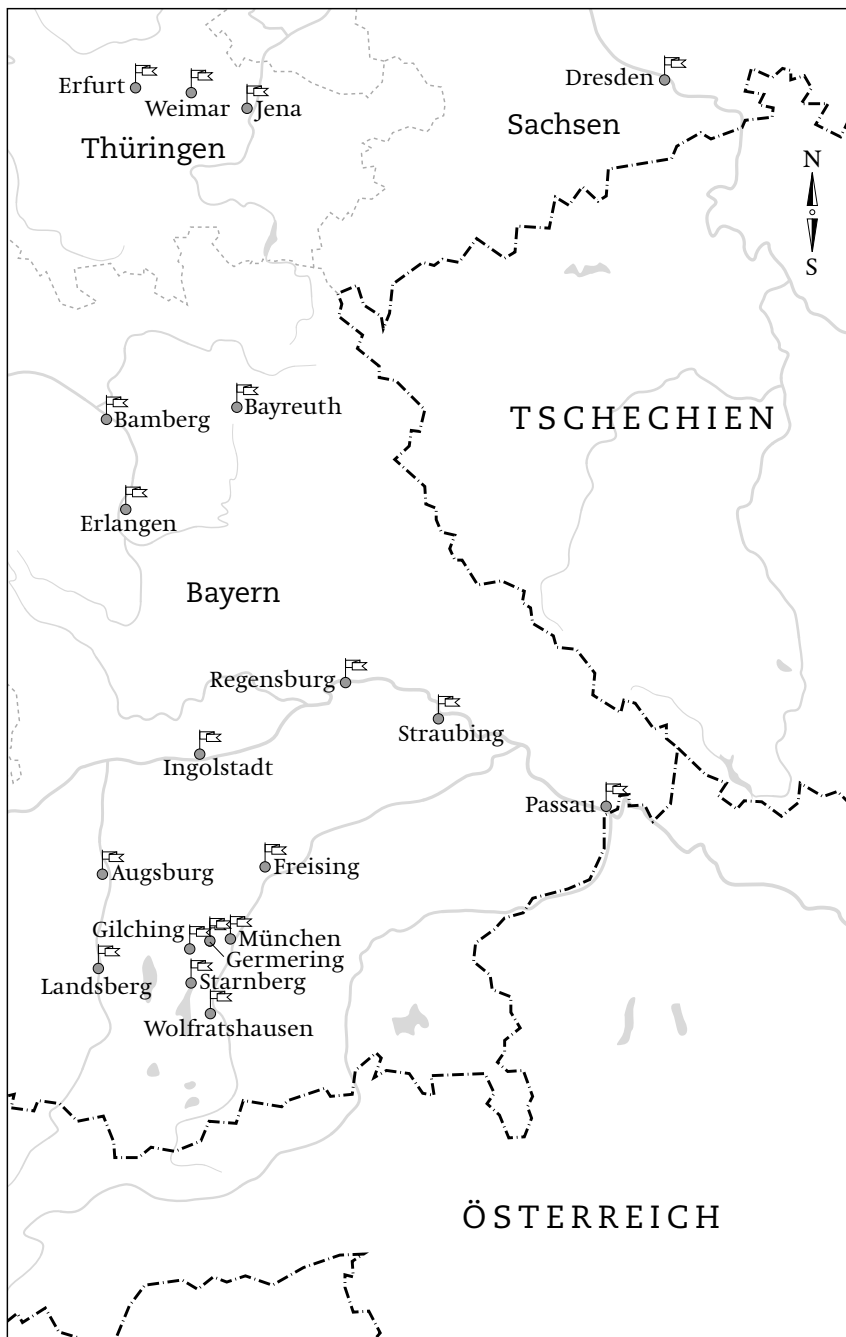 Erfurt
Weimar
Jena
Dresden
Thüringen
Sachsen
N
S
Bamberg
Bayreuth
TSCHECHIEN
Erlangen
Bayern
Regensburg
Straubing
Ingolstadt
Passau
Augsburg
Freising
Gilching
München
Germering
Landsberg
Starnberg
Wolfratshausen
ÖSTERREICH